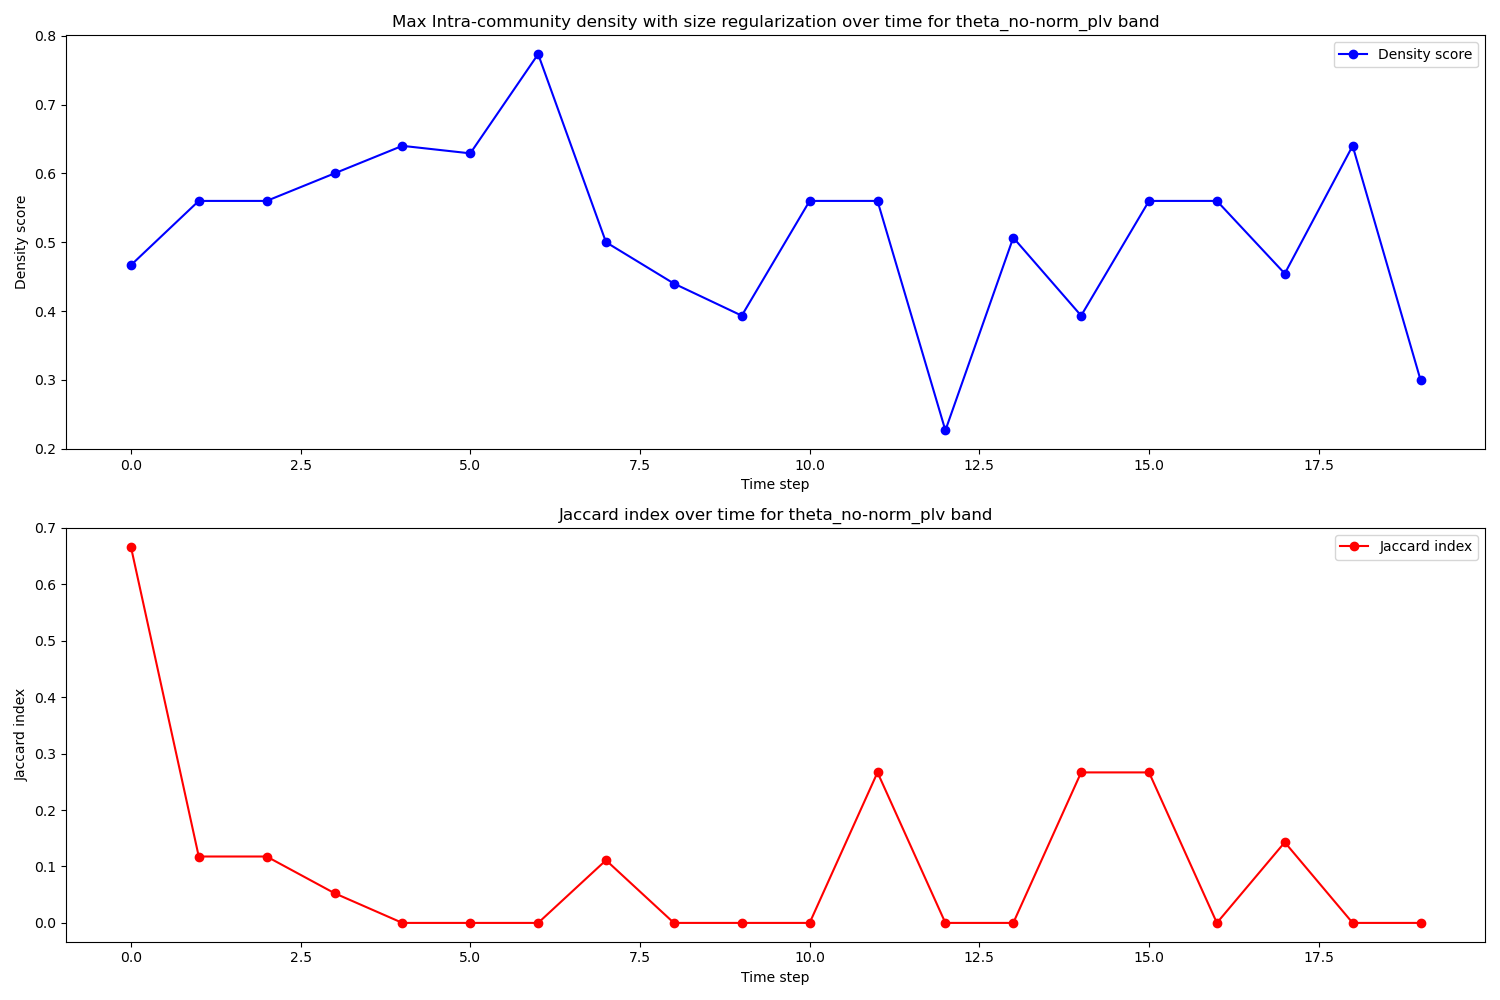 Max Intra-community density with size regularization over time for theta_no-norm_plv band
Density score
0.8
0.7
0.6
0.5
0.4
0.3
0.2
Density score
0.0 2.5 5.0 7.5 10.0 12.5 15.0 17.5
Time step
Jaccard index over time for theta_no-norm_plv band
Jaccard index
0.7
0.6
0.5
0.4
0.3
0.2
0.1
0.0
Jaccard index
0.0 2.5 5.0 7.5 10.0 12.5 15.0 17.5
Time step